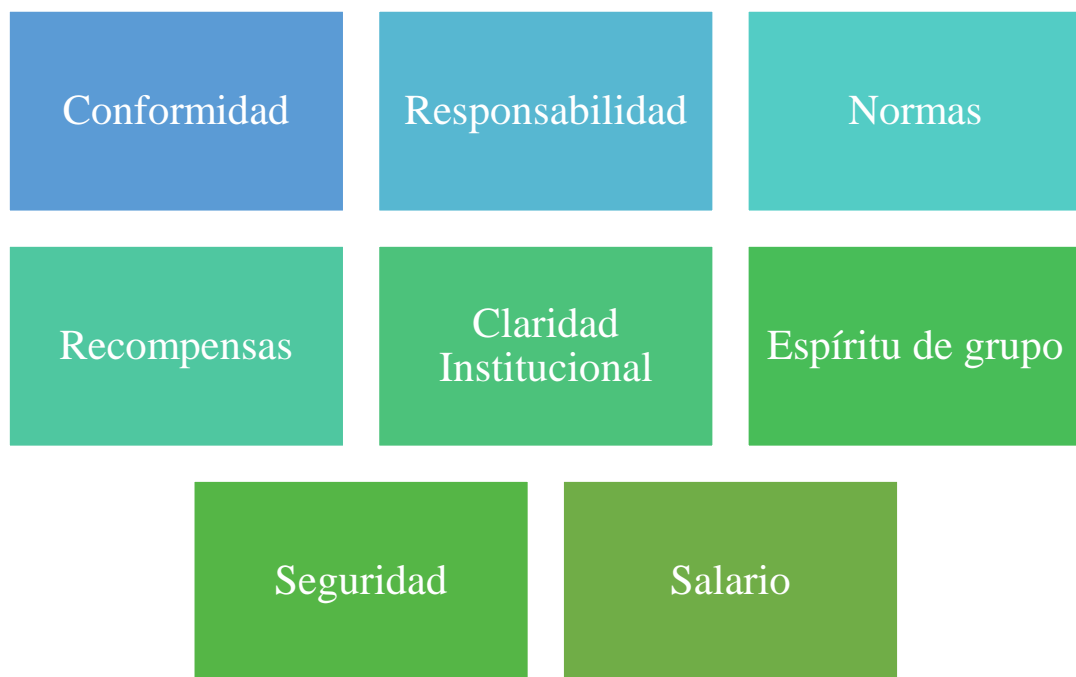 Conformidad
Responsabilidad
Normas
Recompensas
Claridad
Institucional
Espíritu de grupo
Seguridad
Salario